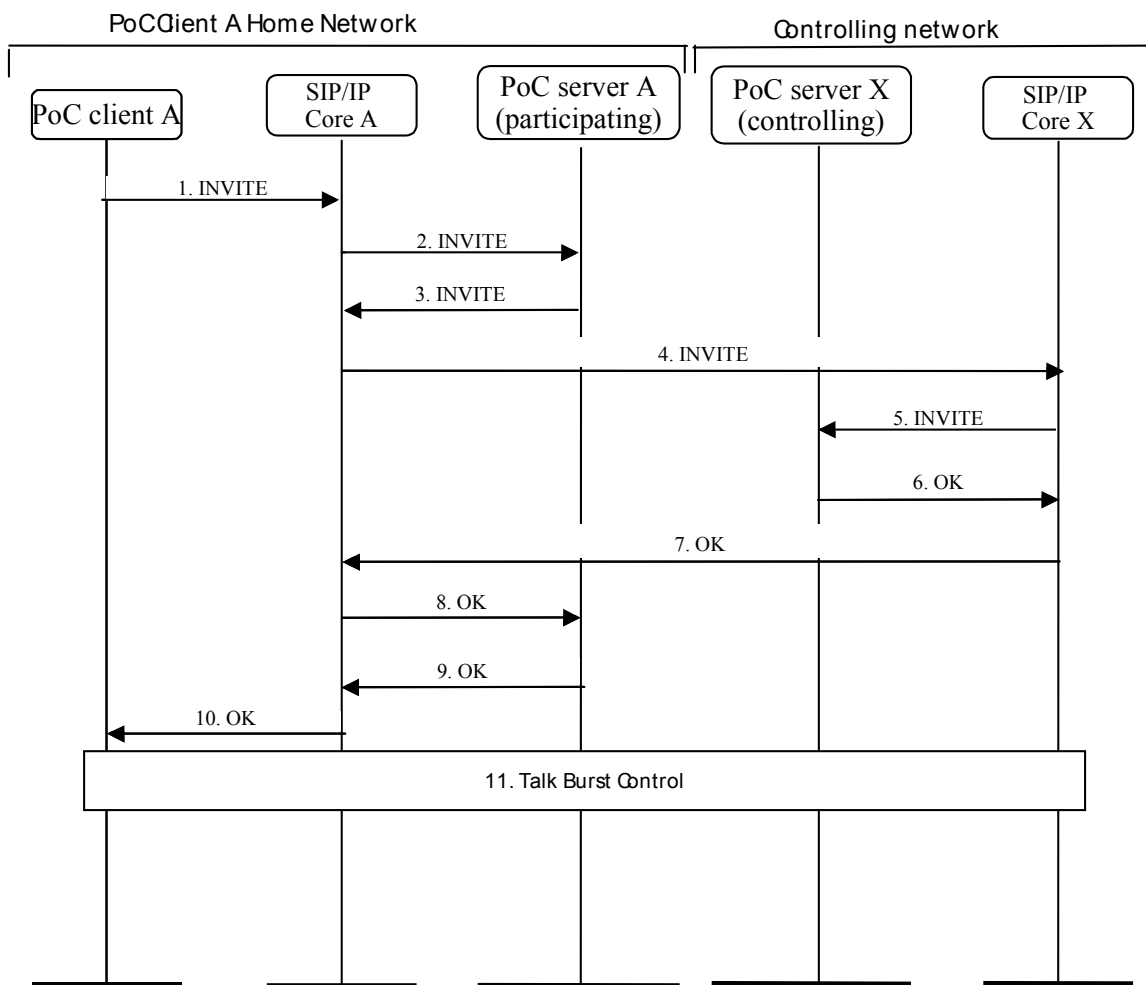 PoCClient A Home Network
Controlling network
PoC client A
SIP/IP
Core A
PoC server A
(participating)
PoC server X
(controlling)
SIP/IP
Core X
1. INVITE
2. INVITE
3. INVITE
4. INVITE
5. INVITE
6. OK
7. OK
8. OK
9. OK
10. OK
11. Talk Burst Control